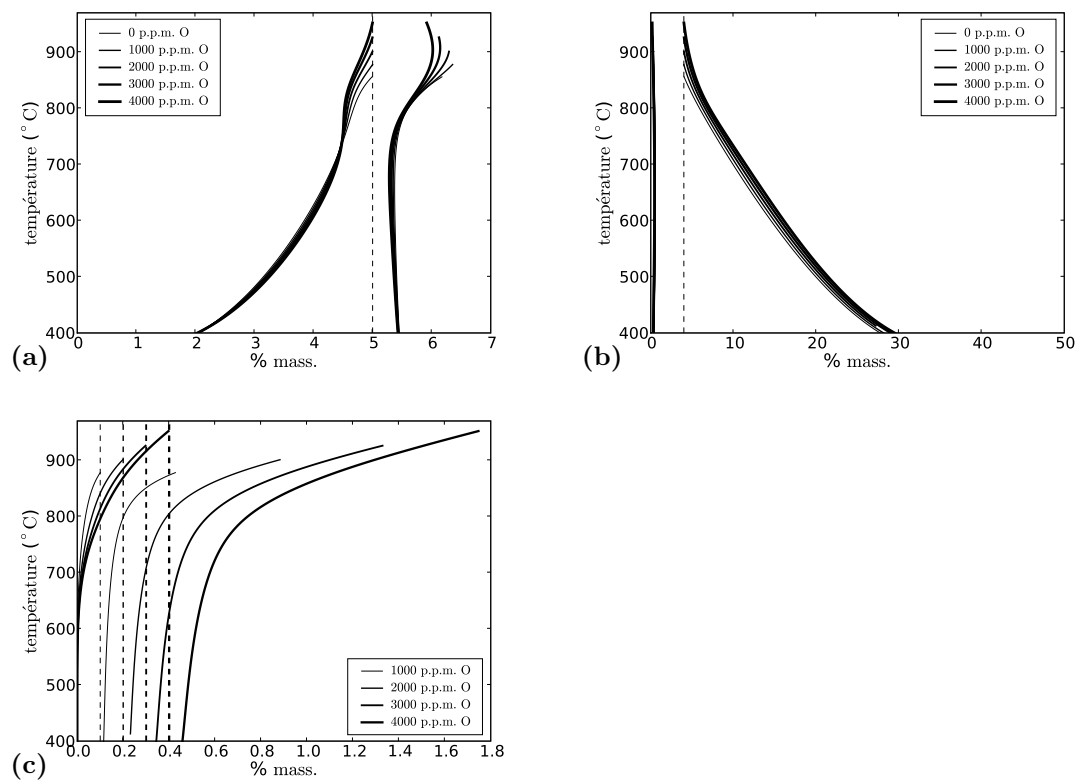 0 p.p.m. O
1000 p.p.m. O
2000 p.p.m. O
3000 p.p.m. O
4000 p.p.m. O
température (°C)
900
800
700
600
500
400
0 1 2 3 4 5 6 7
% mass.
(a)
0 p.p.m. O
1000 p.p.m. O
2000 p.p.m. O
3000 p.p.m. O
4000 p.p.m. O
température (°C)
900
800
700
600
500
400
0 10 20 30 40 50
% mass.
(b)
1000 p.p.m. O
2000 p.p.m. O
3000 p.p.m. O
4000 p.p.m. O
température (°C)
900
800
700
600
500
400
0.0 0.2 0.4 0.6 0.8 1.0 1.2 1.4 1.6 1.8
% mass.
(c)